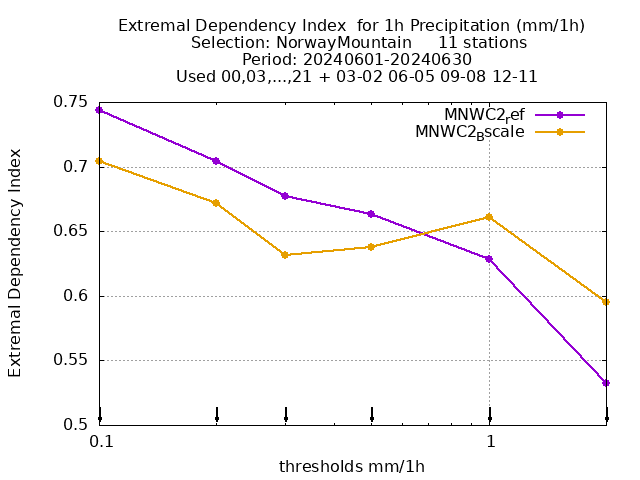 Extremal Dependency Index  for 1h Precipitation (mm/1h)
Selection: NorwayMountain     11 stations
Period: 20240601-20240630
Used 00,03,...,21 + 03-02 06-05 09-08 12-11
MNWC2ref
MNWC2Bscale
0.75
0.7
0.65
0.6
0.55
0.5
Extremal Dependency Index
0.1
1
thresholds mm/1h